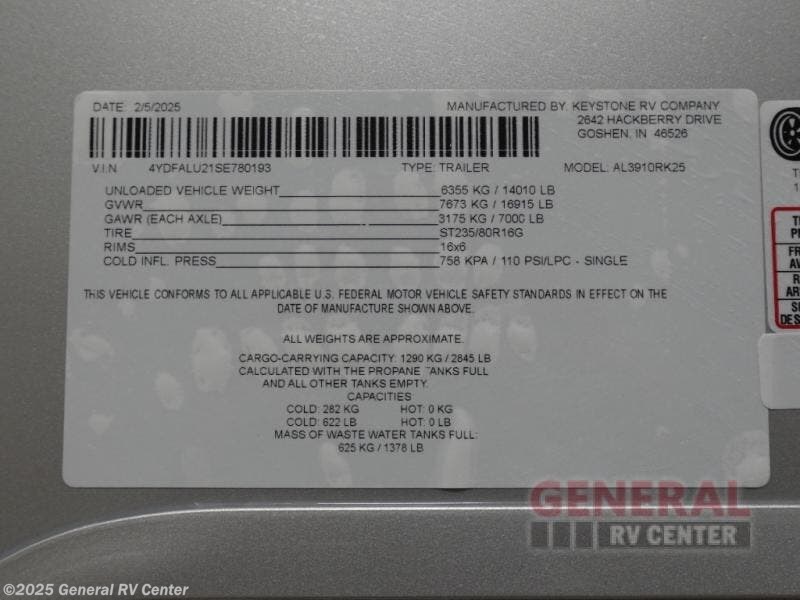 DATE: 2/5/2025
MANUFACTURED BY: KEYSTONE RV COMPANY
2642 HACKBERRY DRIVE
GOSHEN, IN 46526
V.I.N 4YDFALU21SE780193 TYPE: TRAILER MODEL: AL3910RK25
UNLOADED VEHICLE WEIGHT 6355 KG / 14010 LB
GVWR 7673 KG / 16915 LB
GAWR (EACH AXLE) 3175 KG / 7000 LB
TIRE ST235/80R16G
RIMS 16x6
COLD INFL. PRESS 758 KPA / 110 PSI/LPC - SINGLE
THIS VEHICLE CONFORMS TO ALL APPLICABLE U.S. FEDERAL MOTOR VEHICLE SAFETY STANDARDS IN EFFECT ON THE
DATE OF MANUFACTURE SHOWN ABOVE.
ALL WEIGHTS ARE APPROXIMATE.
CARGO-CARRYING CAPACITY: 1290 KG / 2845 LB
CALCULATED WITH THE PROPANE TANKS FULL
AND ALL OTHER TANKS EMPTY.
CAPACITIES
COLD: 282 KG HOT: 0 KG
COLD: 622 LB HOT: 0 LB
MASS OF WASTE WATER TANKS FULL:
625 KG / 1378 LB
GENERAL
RV CENTER
©2025 General RV Center